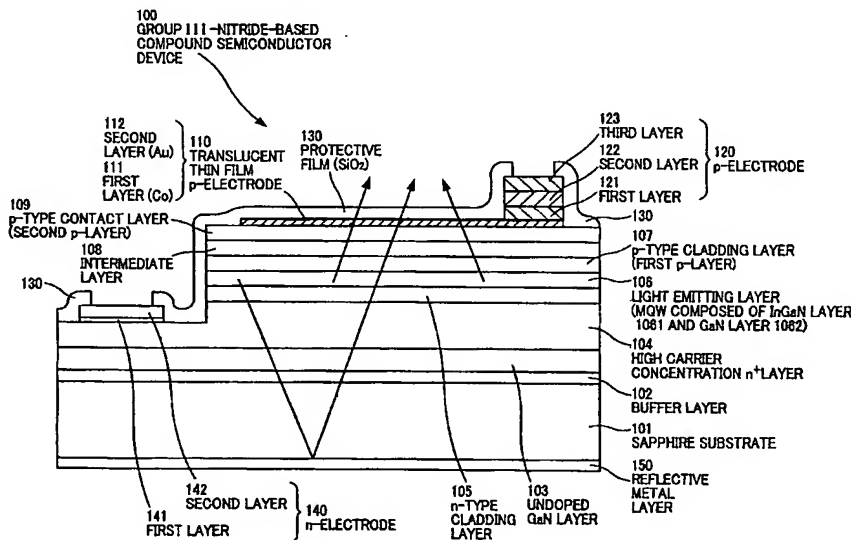 100
GROUP III-NITRIDE-BASED
COMPOUND SEMICONDUCTOR
DEVICE
112
SECOND
LAYER (Au)
111
FIRST
LAYER (Co)
110
TRANSLUCENT
THIN FILM
p-ELECTRODE
130
PROTECTIVE
FILM (SiO₂)
123
THIRD LAYER
122
SECOND LAYER
121
FIRST LAYER
120
p-ELECTRODE
109
p-TYPE CONTACT LAYER
(SECOND p-LAYER)
108
INTERMEDIATE
LAYER
130
130
107
p-TYPE CLADDING LAYER
(FIRST p-LAYER)
106
LIGHT EMITTING LAYER
(MQW COMPOSED OF InGaN LAYER
1061 AND GaN LAYER 1062)
104
HIGH CARRIER
CONCENTRATION n⁺LAYER
102
BUFFER LAYER
101
SAPPHIRE SUBSTRATE
150
REFLECTIVE
METAL
LAYER
142
SECOND LAYER
141
FIRST LAYER
140
n-ELECTRODE
105
n-TYPE
CLADDING
LAYER
103
UNDOPED
GaN LAYER